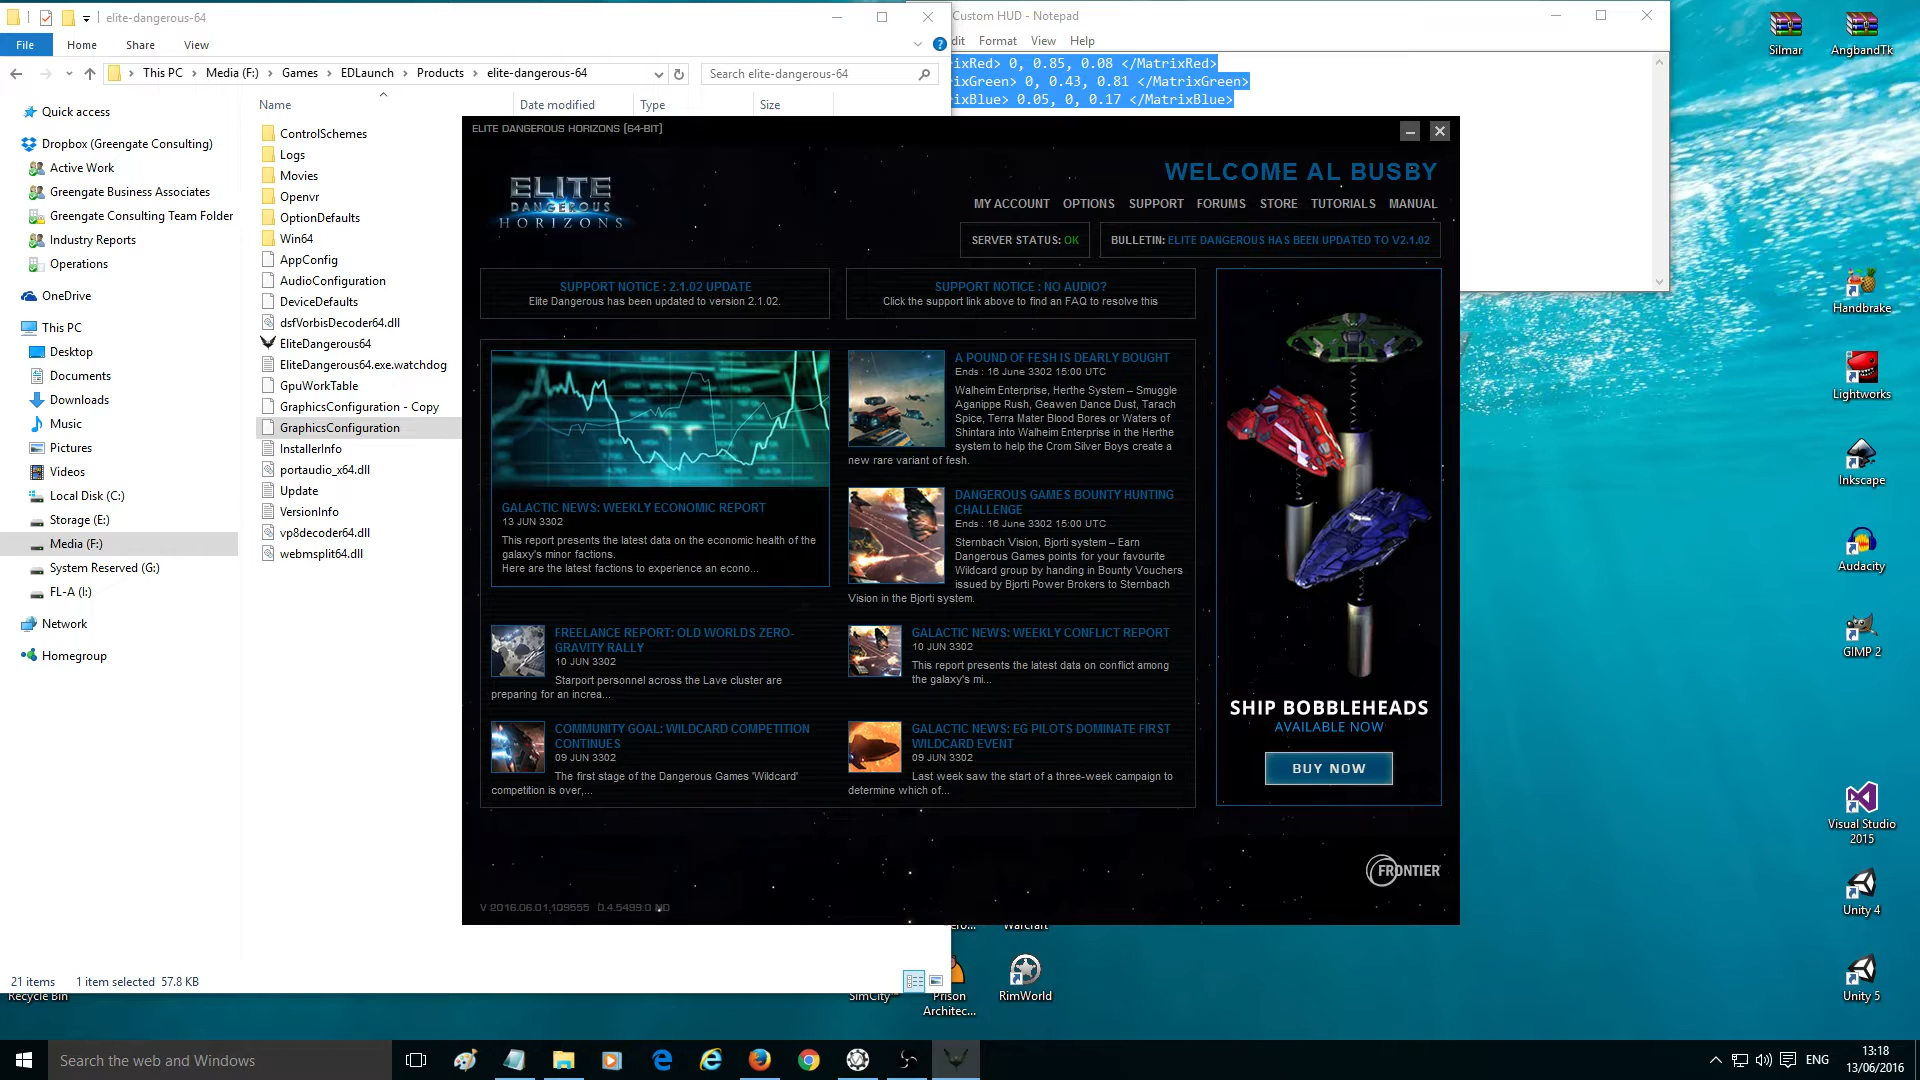 elite-dangerous-64
File
Home
Share
View
This PC
Media (F:)
Games
EDLaunch
Products
elite-dangerous-64
Search elite-dangerous-64
Name
Date modified
Type
Size
Quick access
Dropbox (Greengate Consulting)
Active Work
Greengate Business Associates
Greengate Consulting Team Folder
Industry Reports
Operations
OneDrive
This PC
Desktop
Documents
Downloads
Music
Pictures
Videos
Local Disk (C:)
Storage (E:)
Media (F:)
System Reserved (G:)
FL-A (I:)
Network
Homegroup
ControlSchemes
Logs
Movies
Openvr
OptionDefaults
Win64
AppConfig
AudioConfiguration
DeviceDefaults
dsfVorbisDecoder64.dll
EliteDangerous64
EliteDangerous64.exe.watchdog
GpuWorkTable
GraphicsConfiguration - Copy
GraphicsConfiguration
InstallerInfo
portaudio_x64.dll
Update
VersionInfo
vp8decoder64.dll
webmsplit64.dll
21 items
1 item selected 57.8 KB
Custom HUD - Notepad
dit
Format
View
Help
ixRed> 0, 0.85, 0.08 </MatrixRed>
ixGreen> 0, 0.43, 0.81 </MatrixGreen>
ixBlue> 0.05, 0, 0.17 </MatrixBlue>
ELITE DANGEROUS HORIZONS (64-BIT)
ELITE
DANGEROUS
HORIZONS
WELCOME AL BUSBY
MY ACCOUNT
OPTIONS
SUPPORT
FORUMS
STORE
TUTORIALS
MANUAL
SERVER STATUS: OK
BULLETIN: ELITE DANGEROUS HAS BEEN UPDATED TO V2.1.02
SUPPORT NOTICE : 2.1.02 UPDATE
Elite Dangerous has been updated to version 2.1.02.
SUPPORT NOTICE : NO AUDIO?
Click the support link above to find an FAQ to resolve this
GALACTIC NEWS: WEEKLY ECONOMIC REPORT
13 JUN 3302
This report presents the latest data on the economic health of the
galaxy's minor factions.
Here are the latest factions to experience an econo...
A POUND OF FESH IS DEARLY BOUGHT
Ends : 16 June 3302 15:00 UTC
Walheim Enterprise, Herthe System – Smuggle
Aganippe Rush, Geawen Dance Dust, Tarach
Spice, Terra Mater Blood Bores or Waters of
Shintara into Walheim Enterprise in the Herthe
system to help the Crom Silver Boys create a
new rare variant of fesh.
DANGEROUS GAMES BOUNTY HUNTING
CHALLENGE
Ends : 16 June 3302 15:00 UTC
Sternbach Vision, Bjorti system – Earn
Dangerous Games points for your favourite
Wildcard group by handing in Bounty Vouchers
issued by Bjorti Power Brokers to Sternbach
Vision in the Bjorti system.
FREELANCE REPORT: OLD WORLDS ZERO-
GRAVITY RALLY
10 JUN 3302
Starport personnel across the Lave cluster are
preparing for an increa...
GALACTIC NEWS: WEEKLY CONFLICT REPORT
10 JUN 3302
This report presents the latest data on conflict among
the galaxy's mi...
COMMUNITY GOAL: WILDCARD COMPETITION
CONTINUES
09 JUN 3302
The first stage of the Dangerous Games 'Wildcard'
competition is over,...
GALACTIC NEWS: EG PILOTS DOMINATE FIRST
WILDCARD EVENT
09 JUN 3302
Last week saw the start of a three-week campaign to
determine which of...
SHIP BOBBLEHEADS
AVAILABLE NOW
BUY NOW
FRONTIER
V 2016.06.01.109555 0.4.5499.0 MD
Silmar
AngbandTk
Handbrake
Lightworks
Inkscape
Audacity
GIMP 2
Visual Studio
2015
Unity 4
Unity 5
Recycle Bin
SimCity™
Prison
Architec...
Warcraft
RimWorld
Search the web and Windows
ENG
13:18
13/06/2016